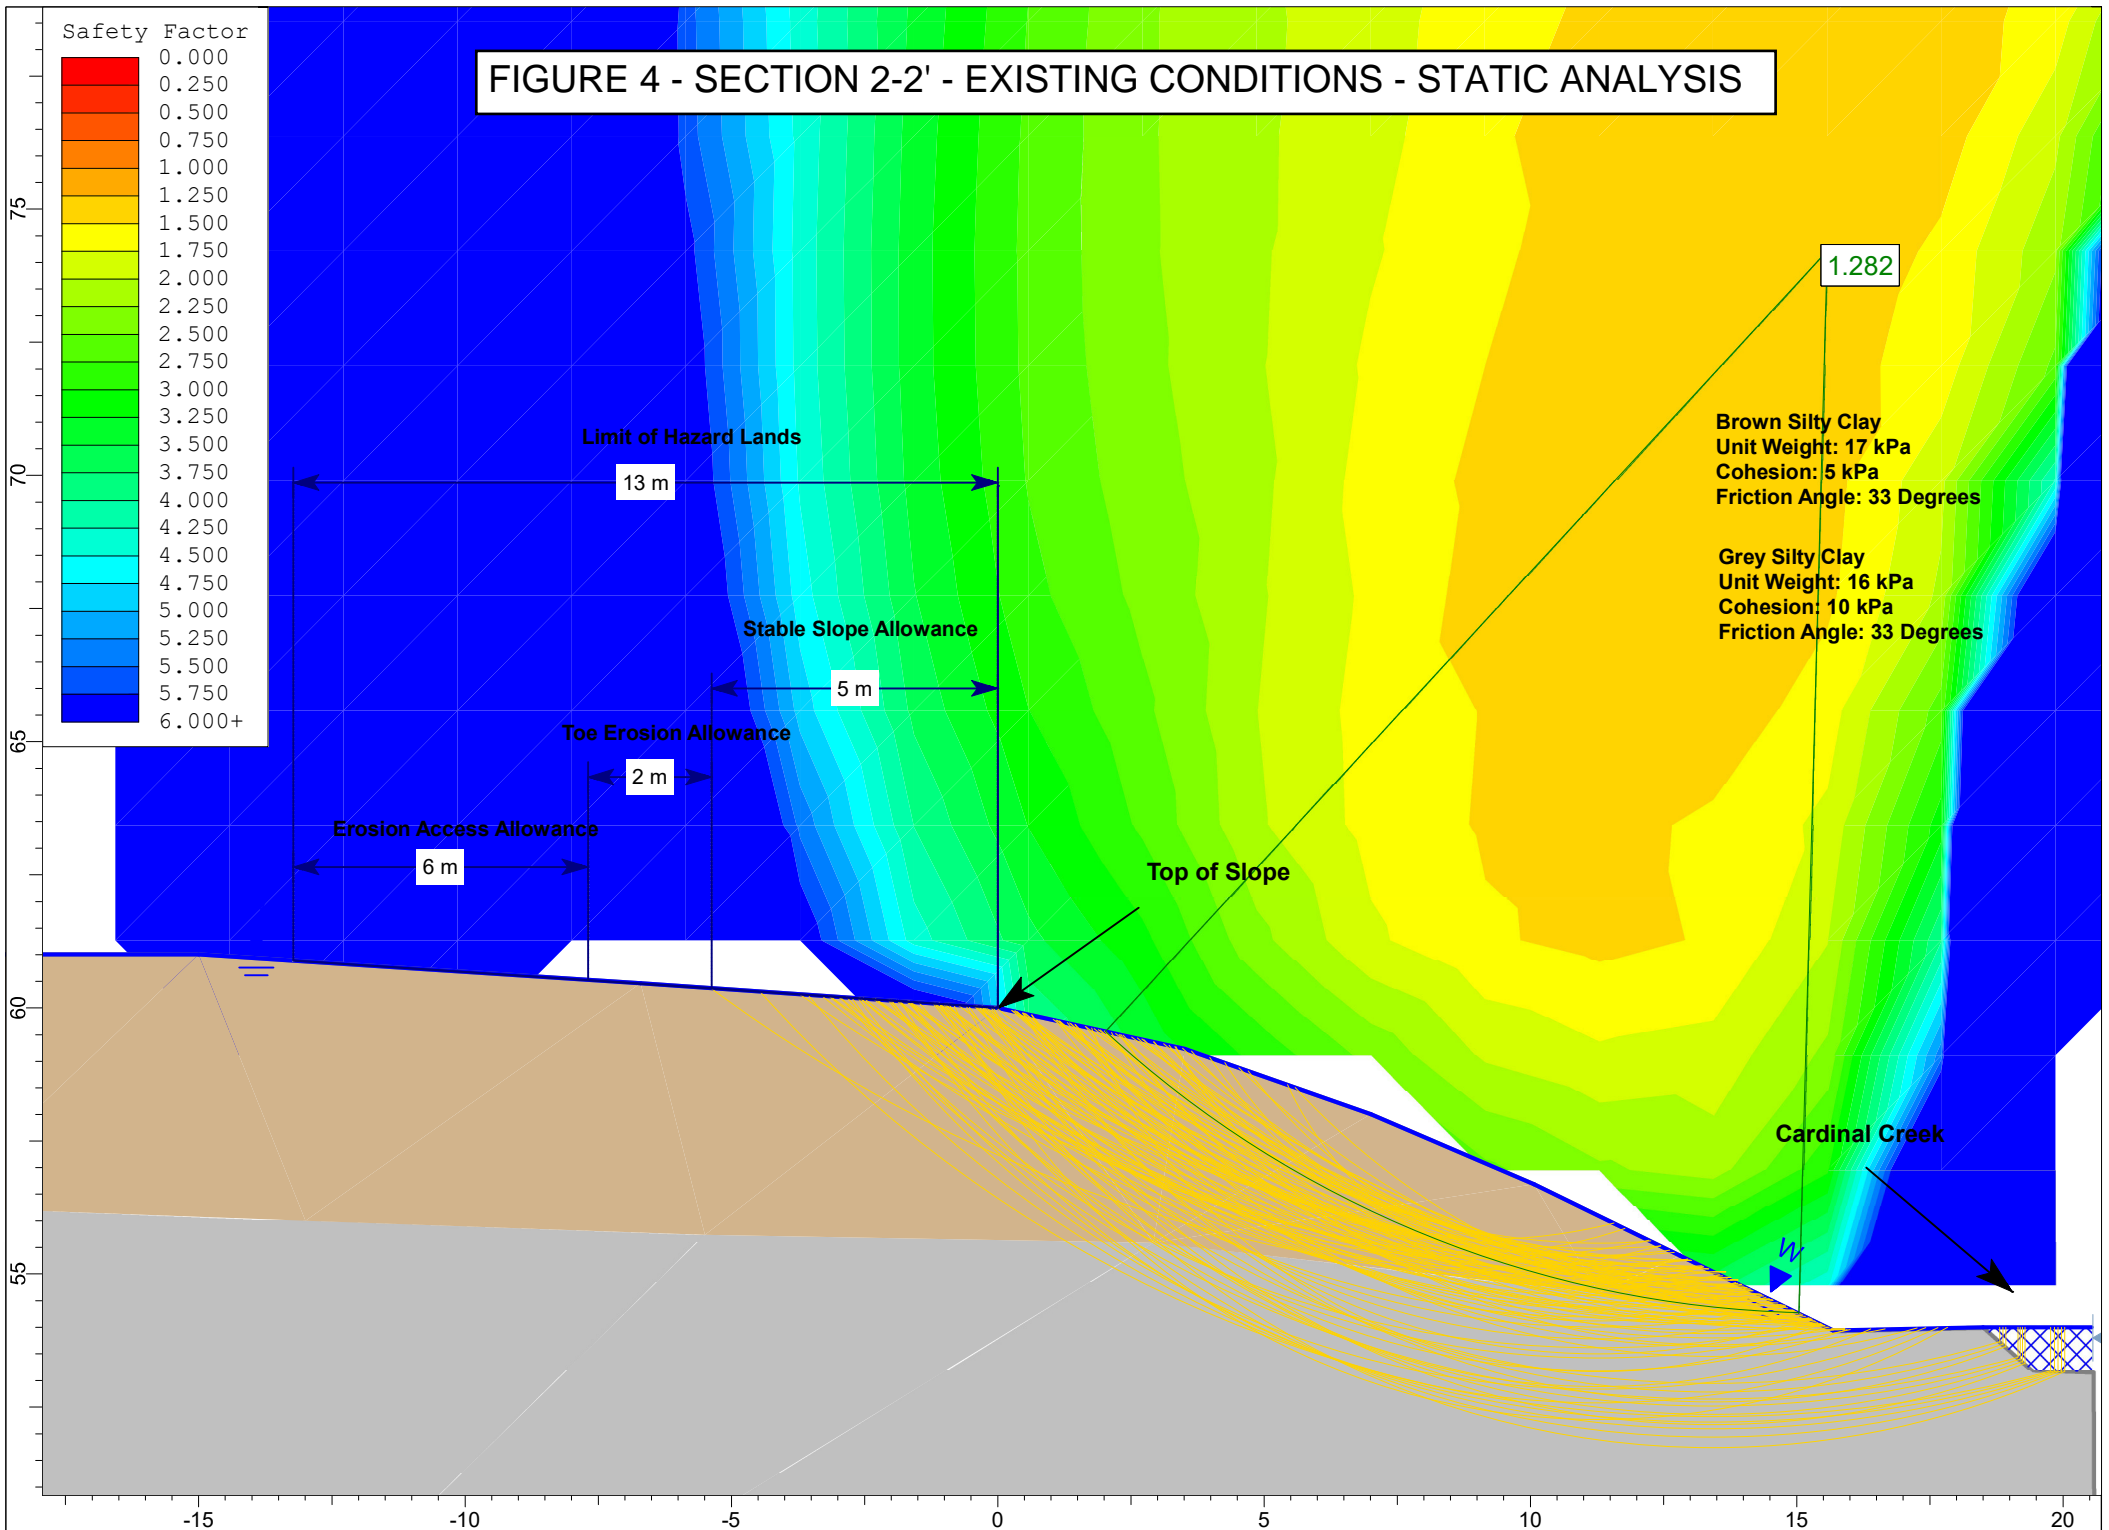 Safety Factor
0.000
0.250
0.500
0.750
1.000
1.250
1.500
1.750
2.000
2.250
2.500
2.750
3.000
3.250
3.500
3.750
4.000
4.250
4.500
4.750
5.000
5.250
5.500
5.750
6.000+
FIGURE 4 - SECTION 2-2' - EXISTING CONDITIONS - STATIC ANALYSIS
1.282
Brown Silty Clay
Unit Weight: 17 kPa
Cohesion: 5 kPa
Friction Angle: 33 Degrees
Grey Silty Clay
Unit Weight: 16 kPa
Cohesion: 10 kPa
Friction Angle: 33 Degrees
Limit of Hazard Lands
13 m
Stable Slope Allowance
5 m
Toe Erosion Allowance
2 m
Erosion Access Allowance
6 m
Top of Slope
Cardinal Creek
W
75
70
65
60
55
-15
-10
-5
0
5
10
15
20